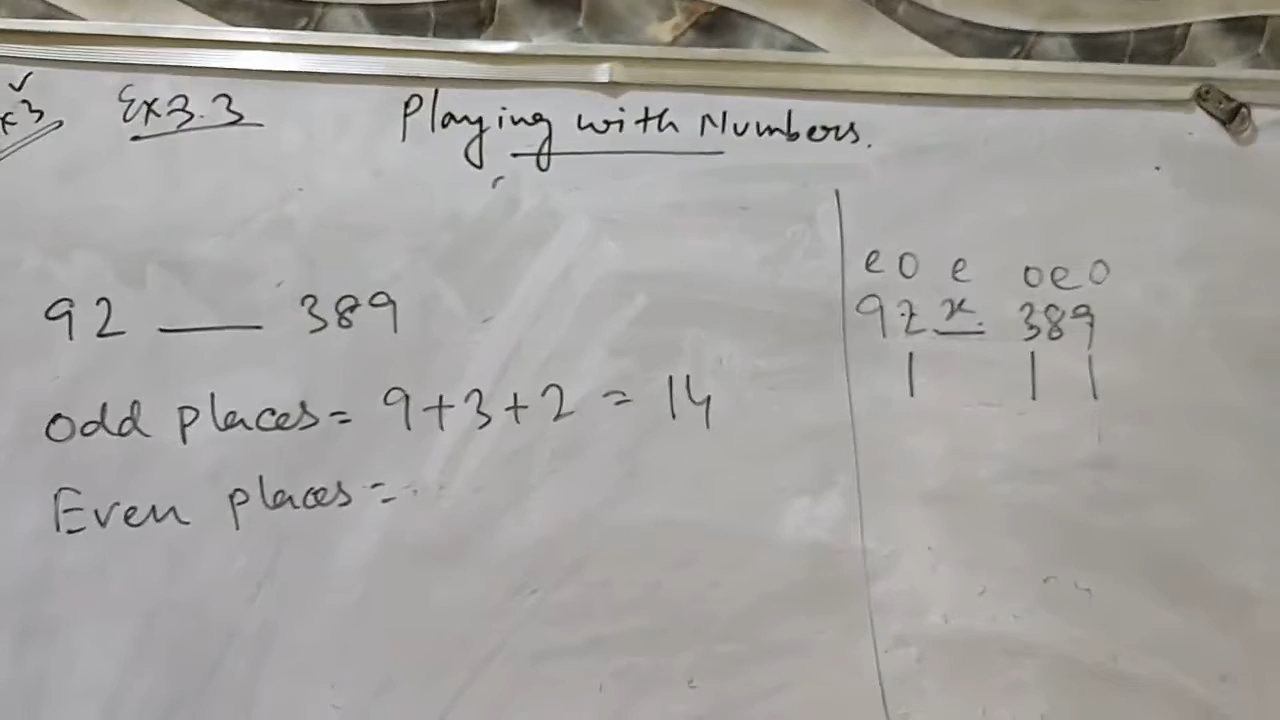 Ex3.3 Playing with Numbers.
92 ___ 389
odd places = 9+3+2 = 14
Even places =
e o e o e o
92 x 389
| | |